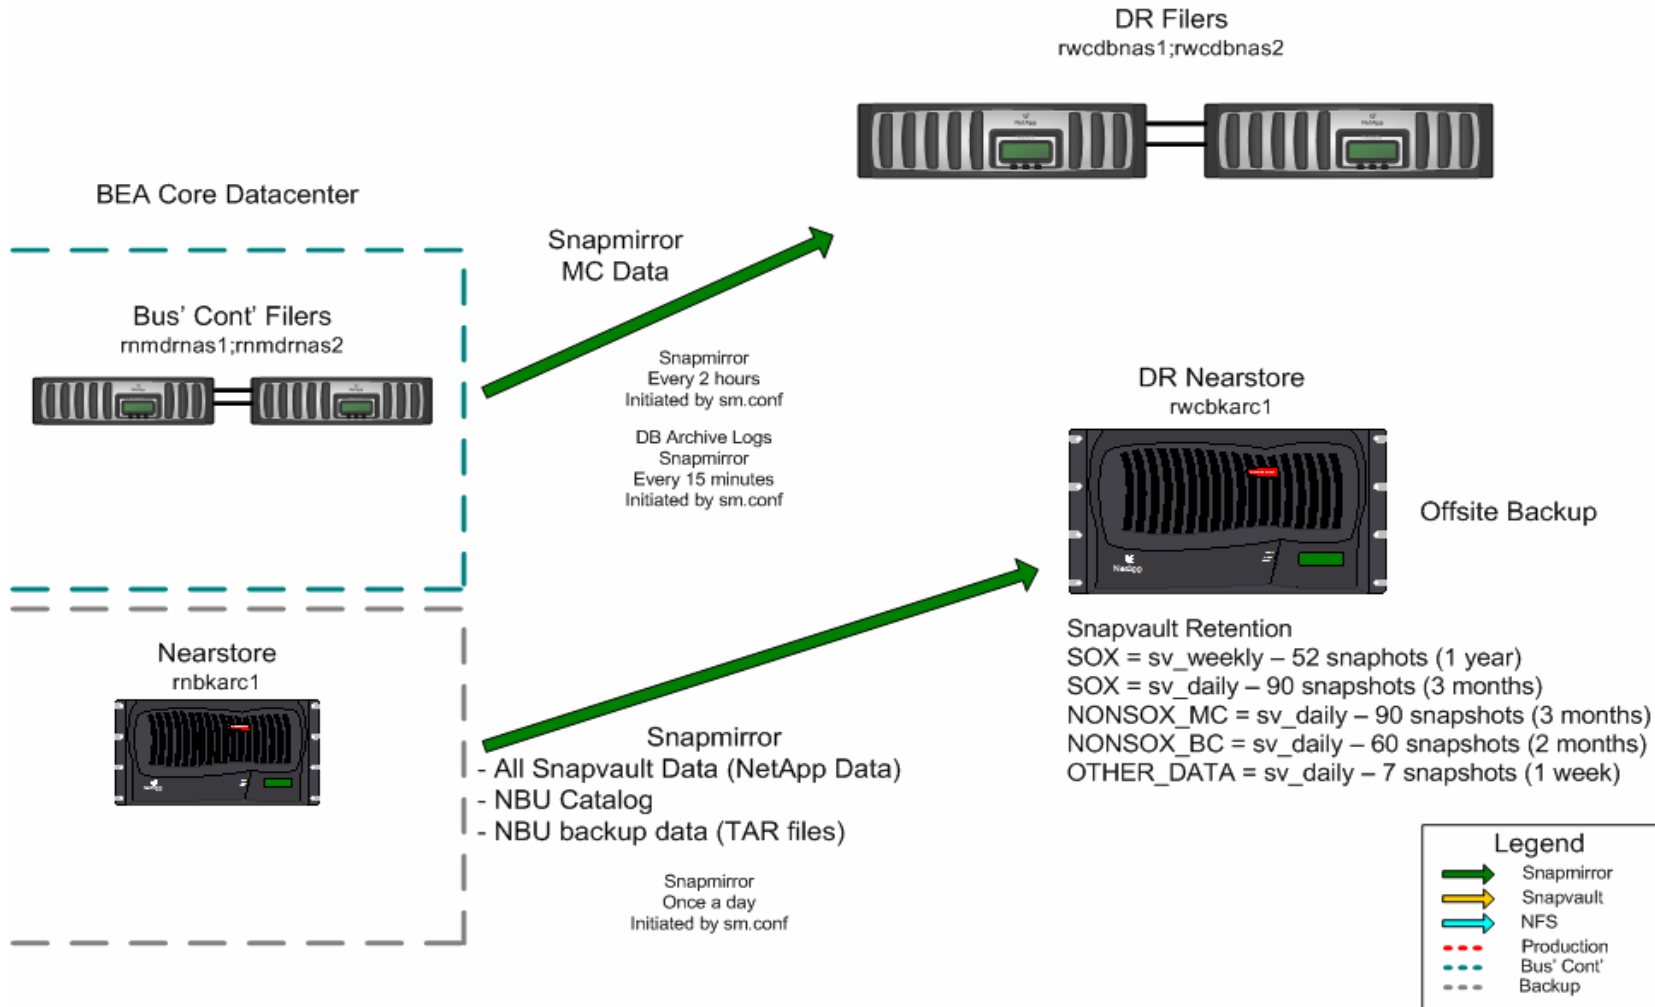 DR Filers
rwcdbnas1;rwcdbnas2
NetApp
NetApp
BEA Core Datacenter
Snapmirror
MC Data
Bus' Cont' Filers
rnmdrnas1;rnmdrnas2
Snapmirror
Every 2 hours
Initiated by sm.conf
DB Archive Logs
Snapmirror
Every 15 minutes
Initiated by sm.conf
DR Nearstore
rwcbkarc1
NetApp
Offsite Backup
Nearstore
rnbkarc1
Snapmirror
- All Snapvault Data (NetApp Data)
- NBU Catalog
- NBU backup data (TAR files)
Snapmirror
Once a day
Initiated by sm.conf
Snapvault Retention
SOX = sv_weekly – 52 snaphots (1 year)
SOX = sv_daily – 90 snapshots (3 months)
NONSOX_MC = sv_daily – 90 snapshots (3 months)
NONSOX_BC = sv_daily – 60 snapshots (2 months)
OTHER_DATA = sv_daily – 7 snapshots (1 week)
Legend
Snapmirror
Snapvault
NFS
Production
Bus' Cont'
Backup